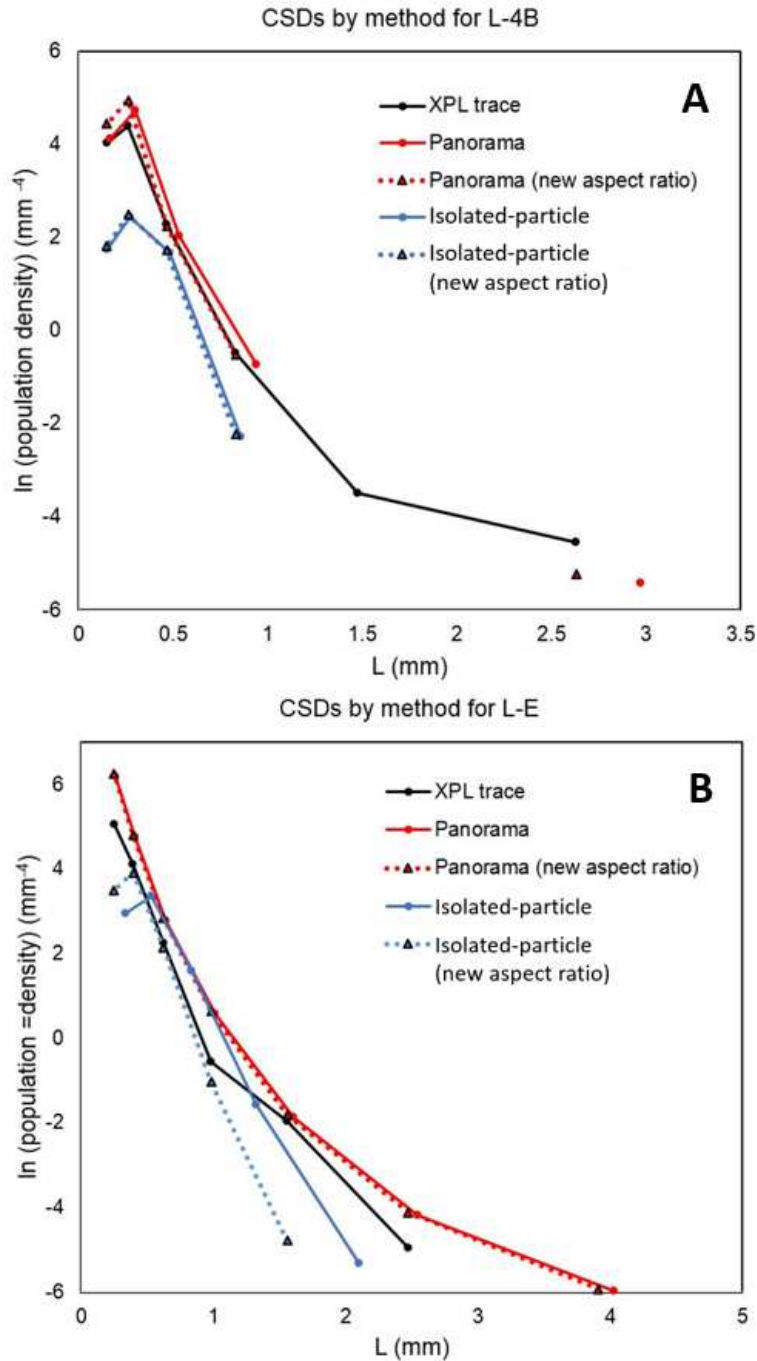 CSDs by method for L-4B
A
6
4
2
0
-2
-4
-6
ln (population density) (mm -4)
XPL trace
Panorama
Panorama (new aspect ratio)
Isolated-particle
Isolated-particle
(new aspect ratio)
0 0.5 1 1.5 2 2.5 3 3.5
L (mm)
CSDs by method for L-E
B
6
4
2
0
-2
-4
-6
ln (population =density) (mm-4)
XPL trace
Panorama
Panorama (new aspect ratio)
Isolated-particle
Isolated-particle
(new aspect ratio)
0 1 2 3 4 5
L (mm)